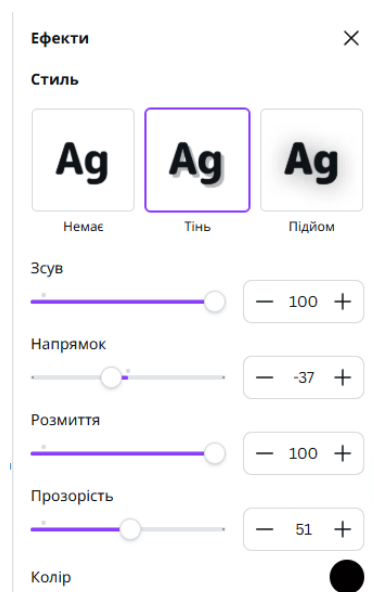 Ефекти
Стиль
Ag Ag Ag
Немає Тінь Підйом
Зсув
100
Напрямок
-37
Розмиття
100
Прозорість
51
Колір